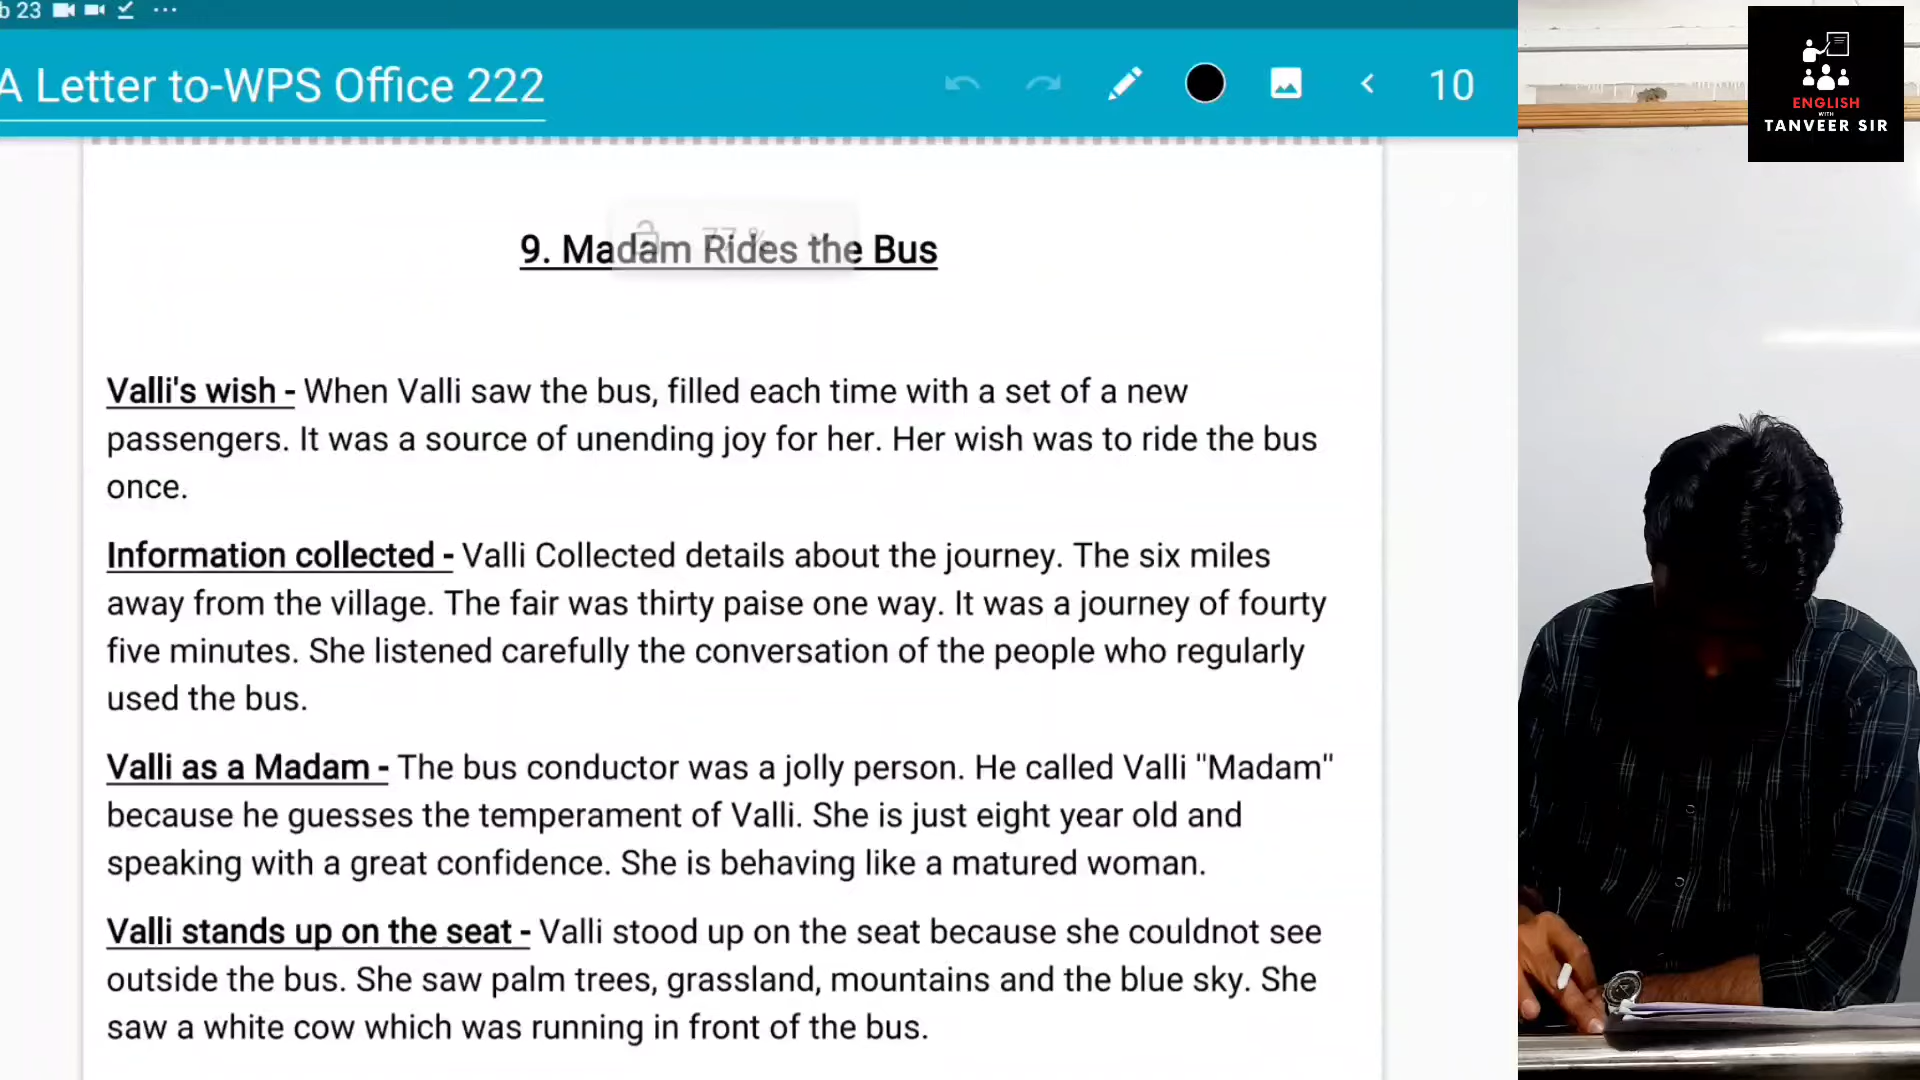 b 23
A Letter to-WPS Office 222
10
ENGLISH
WITH
TANVEER SIR
77 %
9. Madam Rides the Bus
Valli's wish - When Valli saw the bus, filled each time with a set of a new
passengers. It was a source of unending joy for her. Her wish was to ride the bus
once.
Information collected - Valli Collected details about the journey. The six miles
away from the village. The fair was thirty paise one way. It was a journey of fourty
five minutes. She listened carefully the conversation of the people who regularly
used the bus.
Valli as a Madam - The bus conductor was a jolly person. He called Valli "Madam"
because he guesses the temperament of Valli. She is just eight year old and
speaking with a great confidence. She is behaving like a matured woman.
Valli stands up on the seat - Valli stood up on the seat because she couldnot see
outside the bus. She saw palm trees, grassland, mountains and the blue sky. She
saw a white cow which was running in front of the bus.